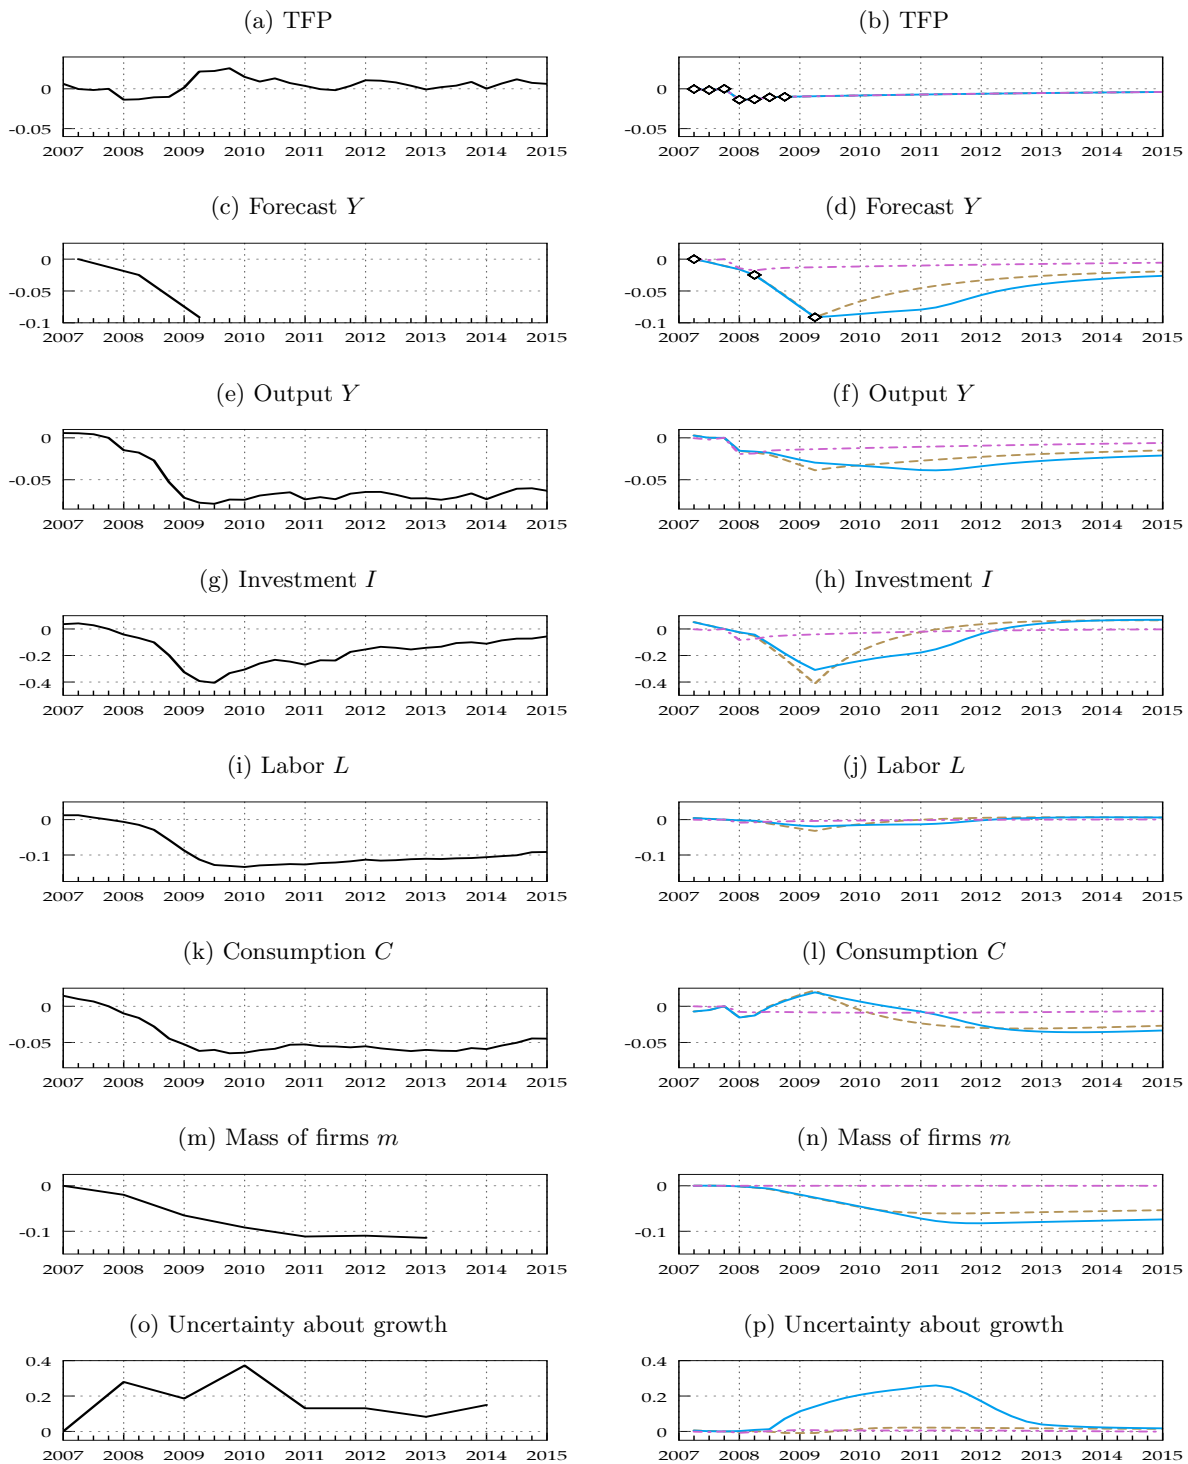 (a) TFP
0
-0.05
2007 2008 2009 2010 2011 2012 2013 2014 2015
(b) TFP
0
-0.05
2007 2008 2009 2010 2011 2012 2013 2014 2015
(c) Forecast Y
0
-0.05
-0.1
2007 2008 2009 2010 2011 2012 2013 2014 2015
(d) Forecast Y
0
-0.05
-0.1
2007 2008 2009 2010 2011 2012 2013 2014 2015
(e) Output Y
0
-0.05
2007 2008 2009 2010 2011 2012 2013 2014 2015
(f) Output Y
0
-0.05
2007 2008 2009 2010 2011 2012 2013 2014 2015
(g) Investment I
0
-0.2
-0.4
2007 2008 2009 2010 2011 2012 2013 2014 2015
(h) Investment I
0
-0.2
-0.4
2007 2008 2009 2010 2011 2012 2013 2014 2015
(i) Labor L
0
-0.1
2007 2008 2009 2010 2011 2012 2013 2014 2015
(j) Labor L
0
-0.1
2007 2008 2009 2010 2011 2012 2013 2014 2015
(k) Consumption C
0
-0.05
2007 2008 2009 2010 2011 2012 2013 2014 2015
(l) Consumption C
0
-0.05
2007 2008 2009 2010 2011 2012 2013 2014 2015
(m) Mass of firms m
0
-0.1
2007 2008 2009 2010 2011 2012 2013 2014 2015
(n) Mass of firms m
0
-0.1
2007 2008 2009 2010 2011 2012 2013 2014 2015
(o) Uncertainty about growth
0.4
0.2
0
2007 2008 2009 2010 2011 2012 2013 2014 2015
(p) Uncertainty about growth
0.4
0.2
0
2007 2008 2009 2010 2011 2012 2013 2014 2015